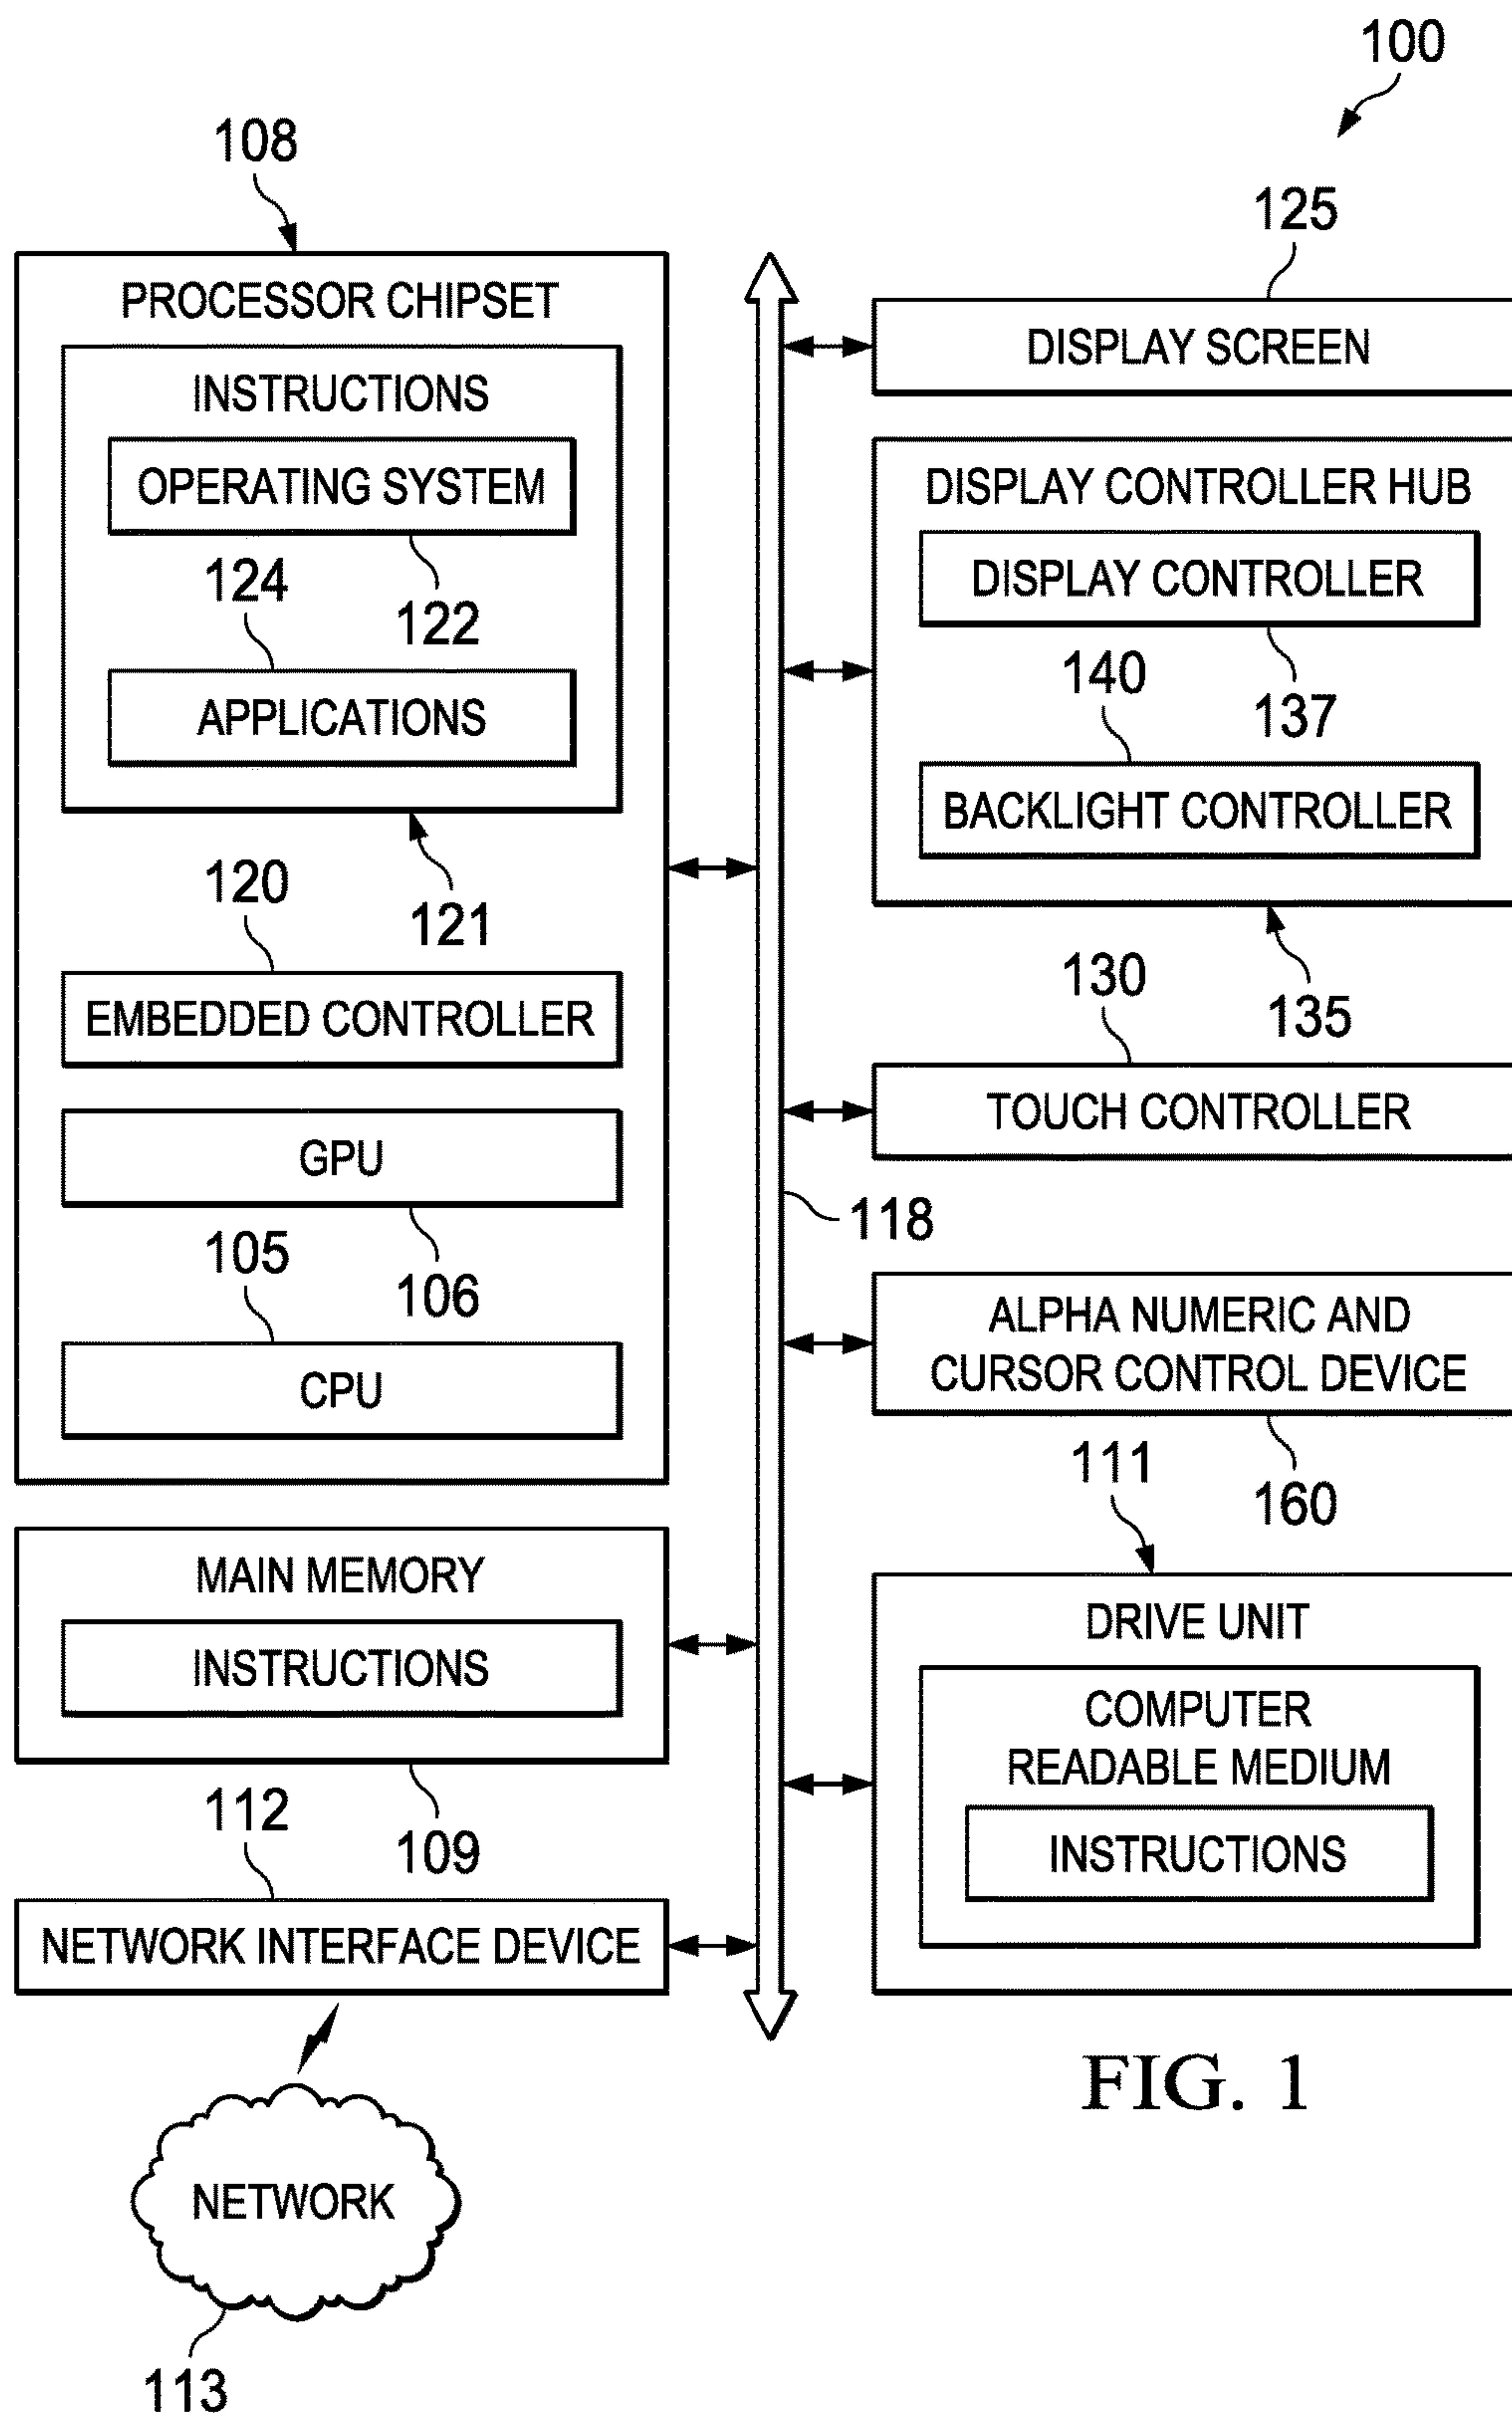 100
108
PROCESSOR CHIPSET
INSTRUCTIONS
OPERATING SYSTEM
124
122
APPLICATIONS
120
121
EMBEDDED CONTROLLER
GPU
105
106
CPU
MAIN MEMORY
INSTRUCTIONS
112
109
NETWORK INTERFACE DEVICE
NETWORK
113
118
125
DISPLAY SCREEN
DISPLAY CONTROLLER HUB
DISPLAY CONTROLLER
140
137
BACKLIGHT CONTROLLER
130
135
TOUCH CONTROLLER
ALPHA NUMERIC AND
CURSOR CONTROL DEVICE
111
160
DRIVE UNIT
COMPUTER
READABLE MEDIUM
INSTRUCTIONS
FIG. 1